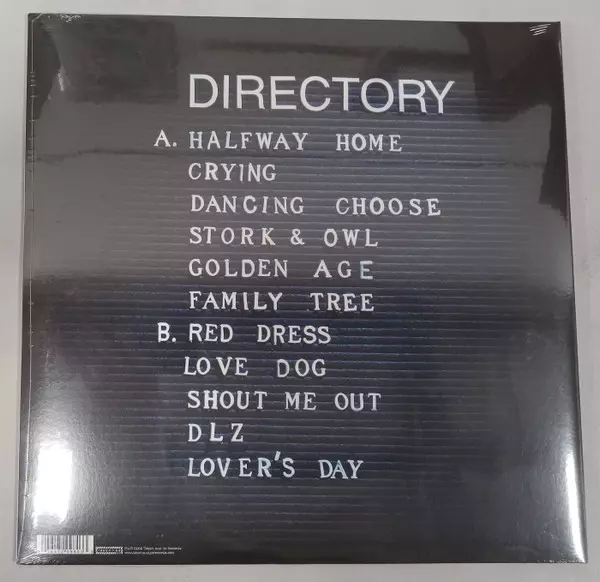 DIRECTORY
A. HALFWAY HOME
CRYING
DANCING CHOOSE
STORK & OWL
GOLDEN AGE
FAMILY TREE
B. RED DRESS
LOVE DOG
SHOUT ME OUT
DLZ
LOVER'S DAY